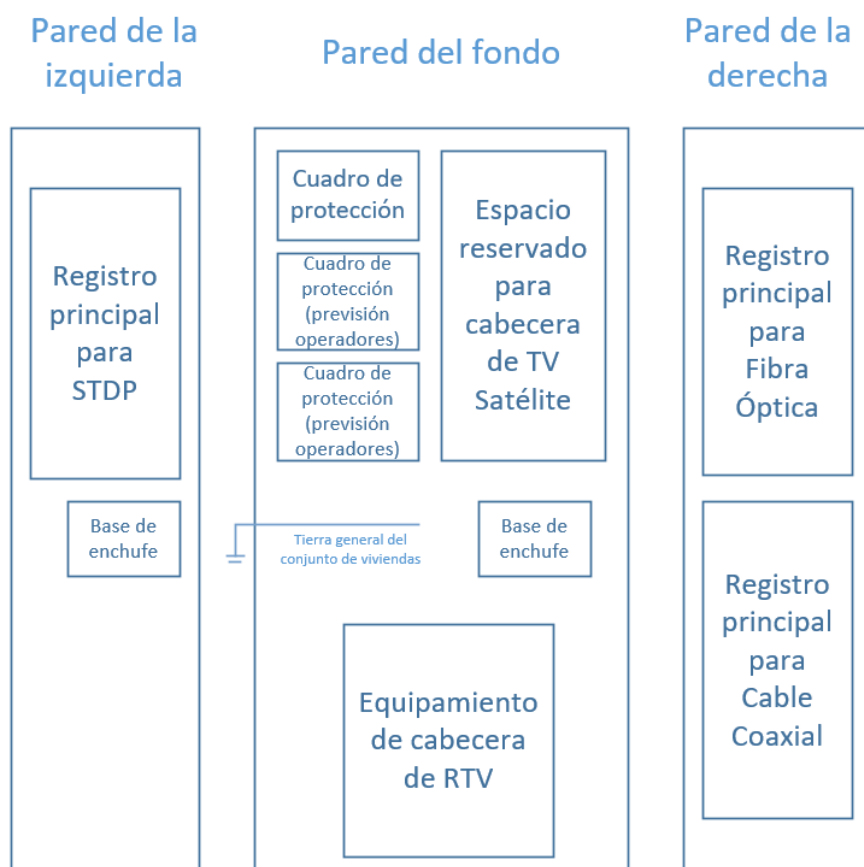 Pared de la
izquierda
Pared del fondo
Pared de la
derecha
Registro
principal
para
STDP
Base de
enchufe
Cuadro de
protección
Cuadro de
protección
(previsión
operadores)
Cuadro de
protección
(previsión
operadores)
Espacio
reservado
para
cabecera
de TV
Satélite
Tierra general del
conjunto de viviendas
Base de
enchufe
Equipamiento
de cabecera
de RTV
Registro
principal
para
Fibra
Óptica
Registro
principal
para
Cable
Coaxial